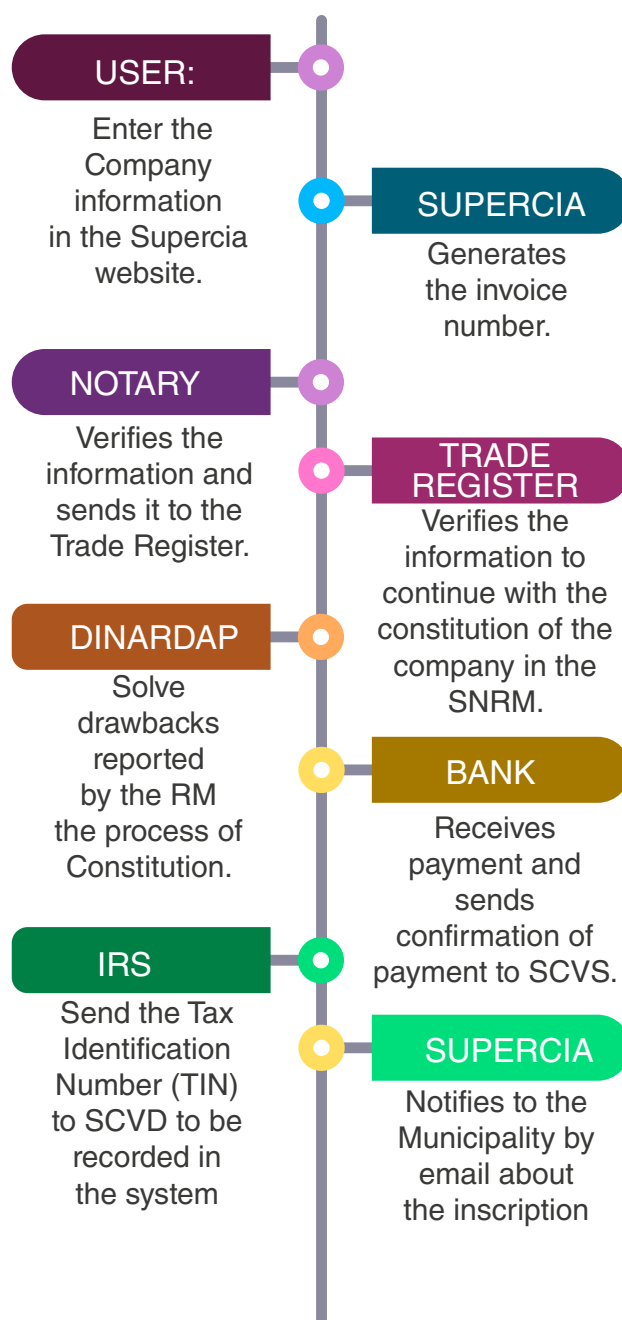 USER:
Enter the
Company
information
in the Supercia
website.
SUPERCIA
Generates
the invoice
number.
NOTARY
Verifies the
information and
sends it to the
Trade Register.
TRADE
REGISTER
Verifies the
information to
continue with the
constitution of the
company in the
SNRM.
DINARDAP
Solve
drawbacks
reported
by the RM
the process of
Constitution.
BANK
Receives
payment and
sends
confirmation of
payment to SCVS.
IRS
Send the Tax
Identification
Number (TIN)
to SCVD to be
recorded in
the system
SUPERCIA
Notifies to the
Municipality by
email about
the inscription